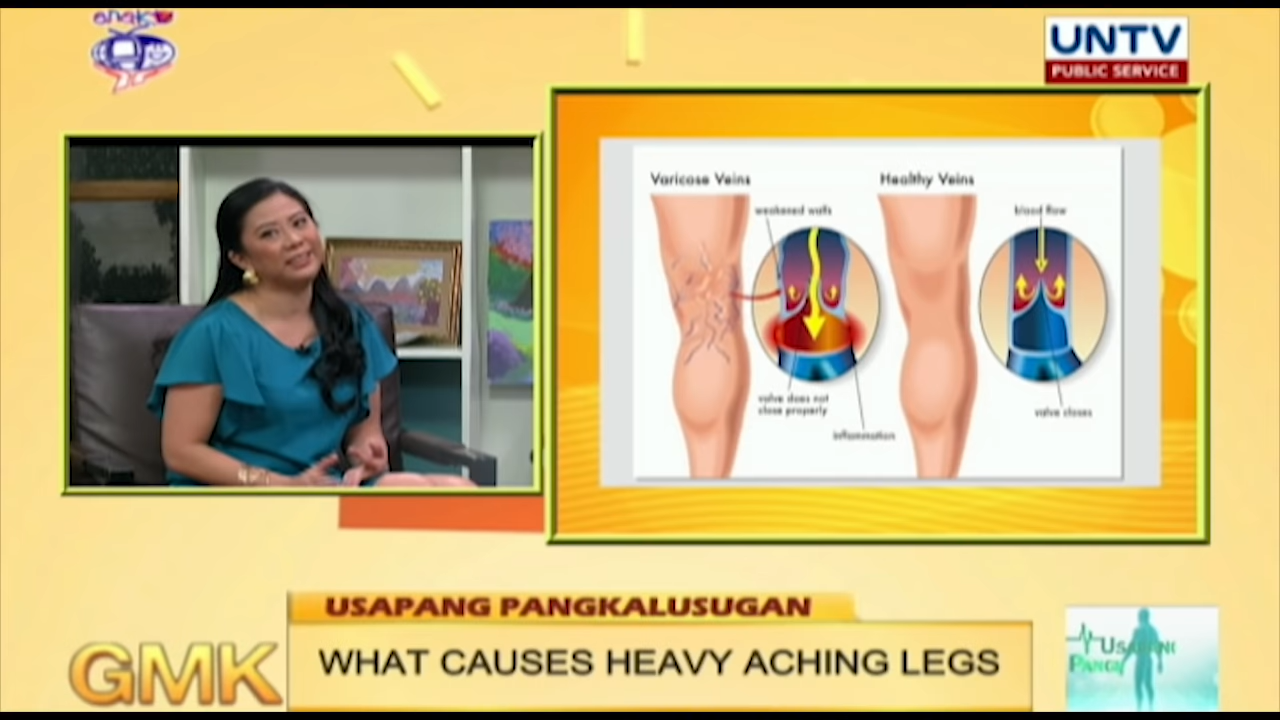 UNTV
PUBLIC SERVICE
Varicose Veins
Healthy Veins
weakened walls
blood flow
valve does not
close properly
valve closes
inflammation
USAPANG PANGKALUSUGAN
GMK
WHAT CAUSES HEAVY ACHING LEGS